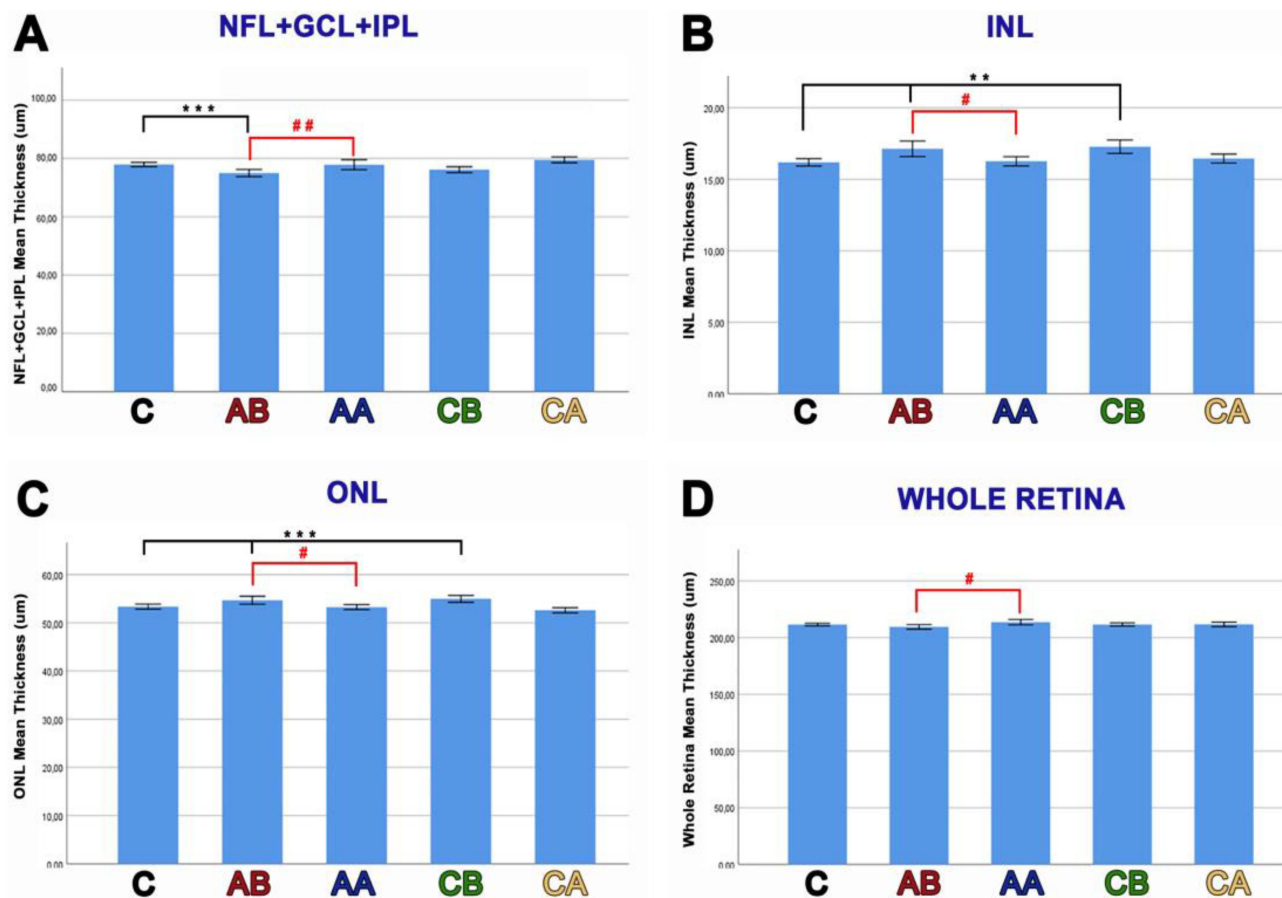 A
NFL+GCL+IPL
NFL+GCL+IPL Mean Thickness (um)
100,00
80,00
60,00
40,00
20,00
0,00
***
##
C AB AA CB CA
B
INL
INL Mean Thickness (um)
20,00
15,00
10,00
5,00
0,00
**
#
C AB AA CB CA
C
ONL
ONL Mean Thickness (um)
60,00
50,00
40,00
30,00
20,00
10,00
0,00
***
#
C AB AA CB CA
D
WHOLE RETINA
Whole Retina Mean Thickness (um)
250,00
200,00
150,00
100,00
50,00
0,00
#
C AB AA CB CA